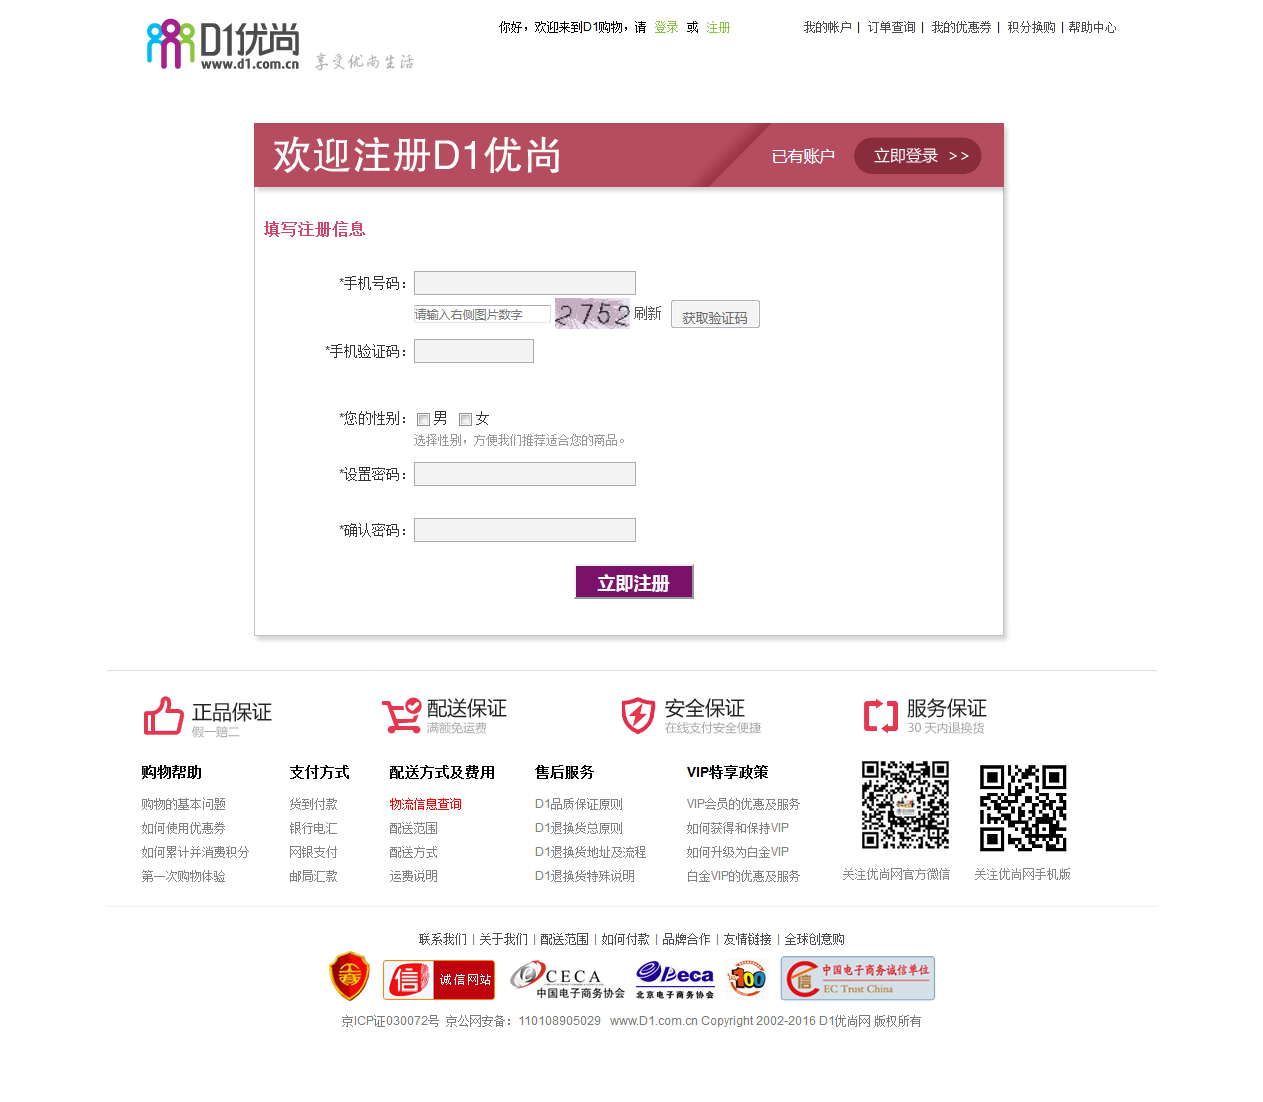 D1优尚
www.d1.com.cn
享受优尚生活
你好，欢迎来到D1购物，请 登录 或 注册
我的帐户 | 订单查询 | 我的优惠券 | 积分换购 | 帮助中心
欢迎注册D1优尚
已有账户
立即登录 >>
填写注册信息
*手机号码：
请输入右侧图片数字
2752
刷新
获取验证码
*手机验证码：
*您的性别： 男 女
选择性别，方便我们推荐适合您的商品。
*设置密码：
*确认密码：
立即注册
正品保证
假一赔二
配送保证
满额免运费
安全保证
在线支付安全便捷
服务保证
30 天内退换货
购物帮助
购物的基本问题
如何使用优惠券
如何累计并消费积分
第一次购物体验
支付方式
货到付款
银行电汇
网银支付
邮局汇款
配送方式及费用
物流信息查询
配送范围
配送方式
运费说明
售后服务
D1品质保证原则
D1退换货总原则
D1退换货地址及流程
D1退换货特殊说明
VIP特享政策
VIP会员的优惠及服务
如何获得和保持VIP
如何升级为白金VIP
白金VIP的优惠及服务
关注优尚网官方微信
关注优尚网手机版
联系我们 | 关于我们 | 配送范围 | 如何付款 | 品牌合作 | 友情链接 | 全球创意购
信
诚信网站
CECA
中国电子商务协会
Beca
北京电子商务协会
100
中国电子商务诚信单位
EC Trust China
京ICP证030072号 京公网安备：110108905029 www.D1.com.cn Copyright 2002-2016 D1优尚网 版权所有